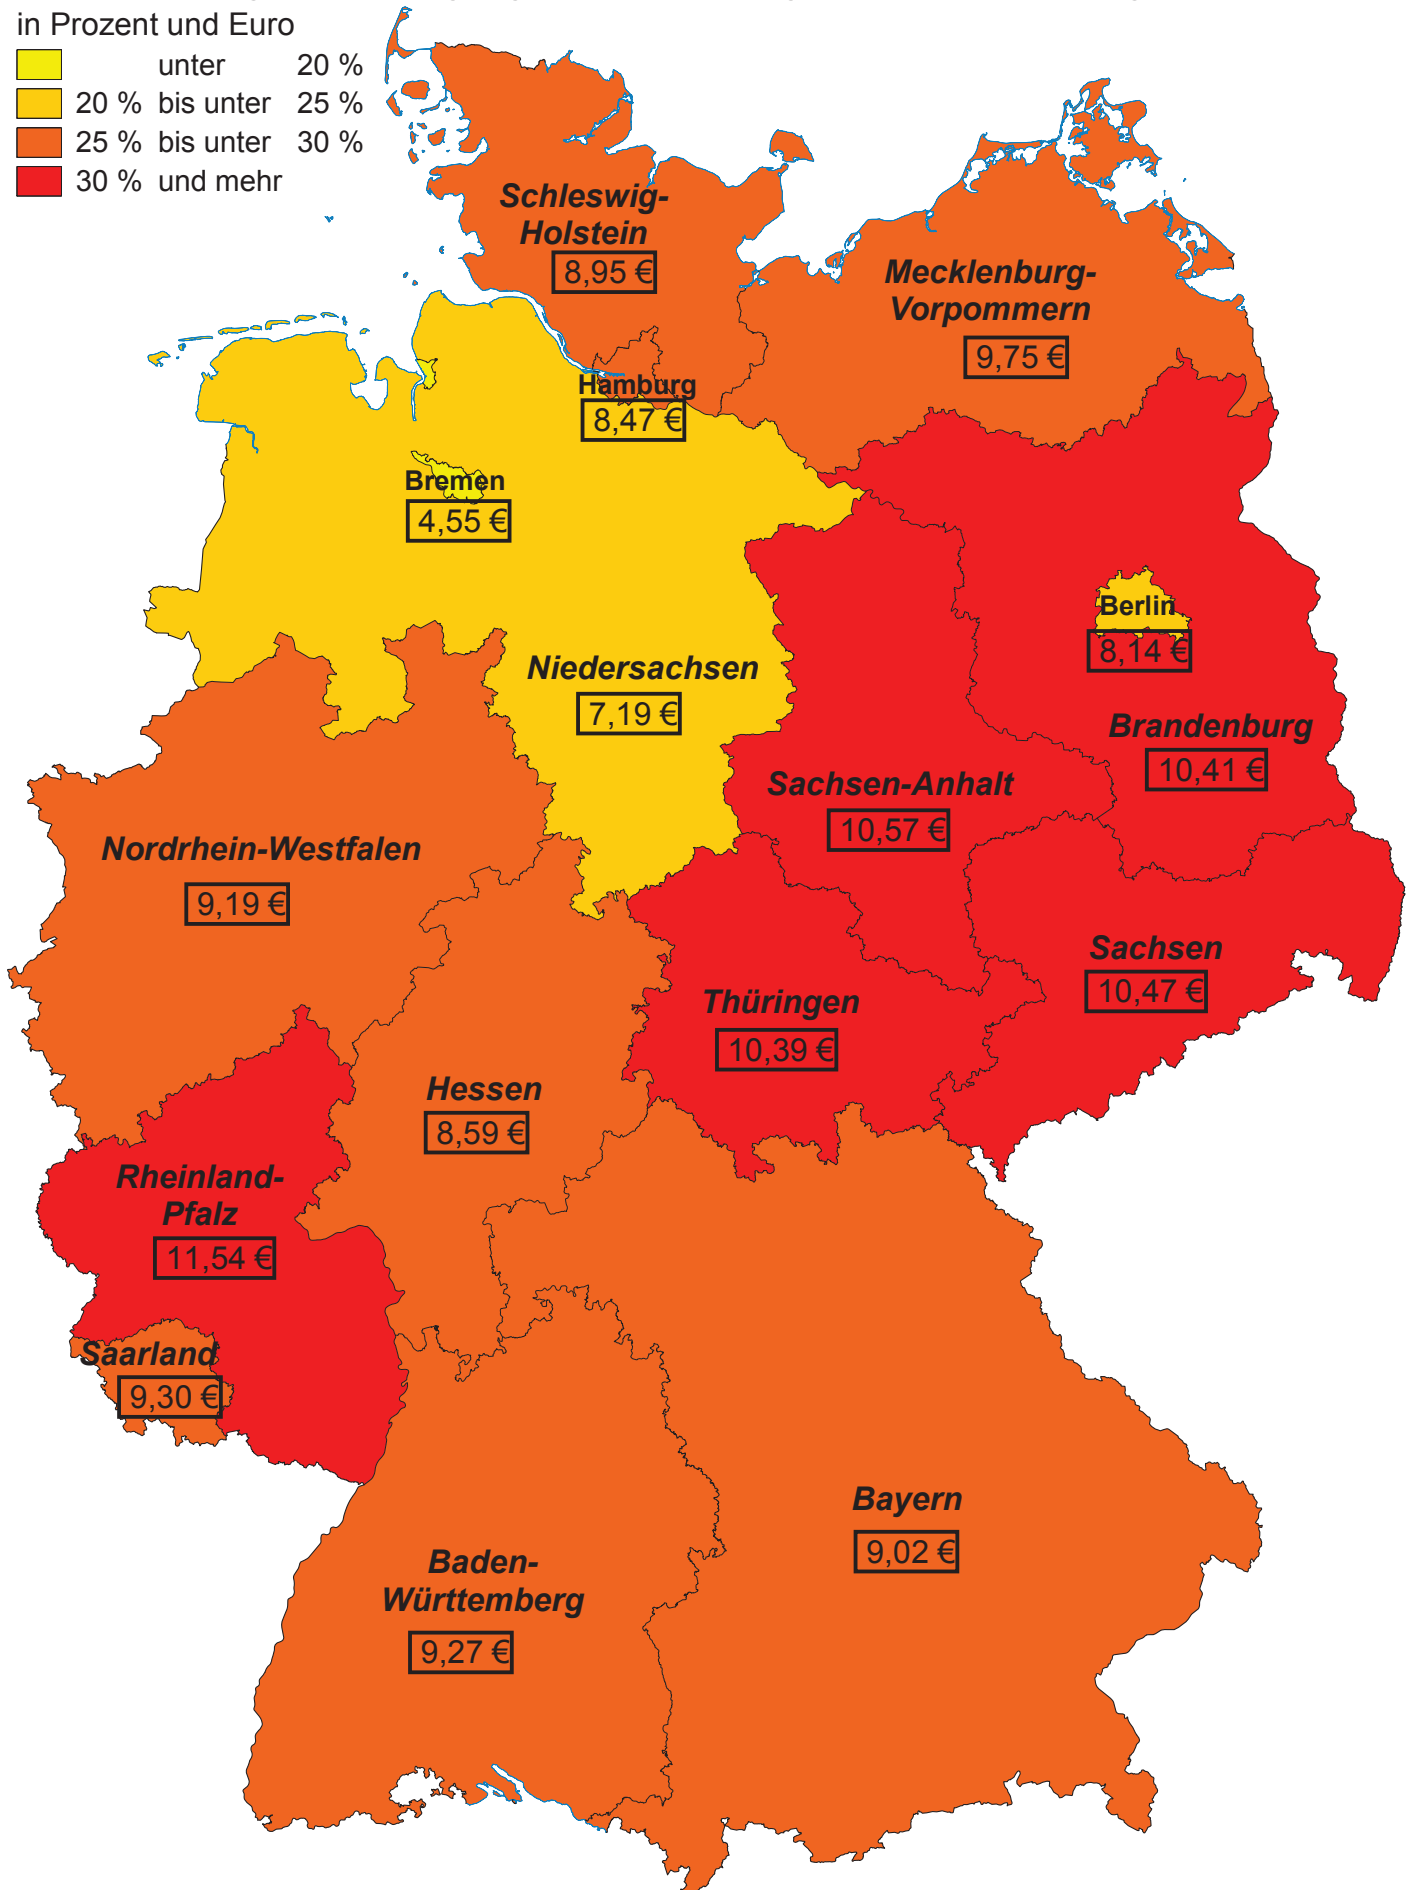 in Prozent und Euro
unter 20 %
20 % bis unter 25 %
25 % bis unter 30 %
30 % und mehr
Schleswig-
Holstein
8,95 €
Mecklenburg-
Vorpommern
9,75 €
Hamburg
8,47 €
Bremen
4,55 €
Berlin
8,14 €
Niedersachsen
7,19 €
Brandenburg
10,41 €
Sachsen-Anhalt
10,57 €
Nordrhein-Westfalen
9,19 €
Sachsen
10,47 €
Thüringen
10,39 €
Hessen
8,59 €
Rheinland-
Pfalz
11,54 €
Saarland
9,30 €
Bayern
9,02 €
Baden-
Württemberg
9,27 €